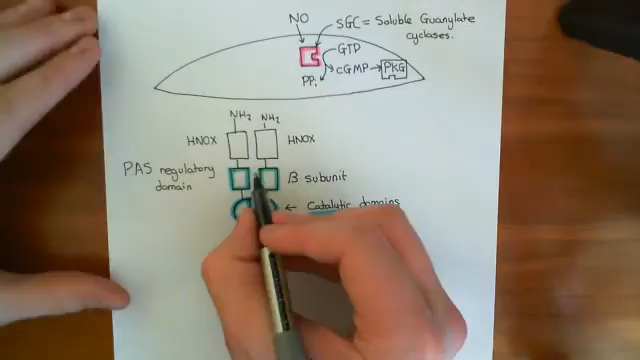 NO
SGC = Soluble Guanylate
cyclases.
GTP
cGMP → PKG
PPi
NH2 NH2
HNOX HNOX
PAS regulatory
domain
β subunit
← Catalytic domains